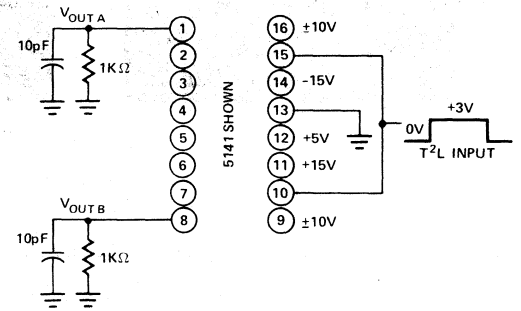 V_OUT A
10pF
1KΩ
1
2
3
4
5
6
7
8
5141 SHOWN
16 ±10V
15
14 -15V
13
12 +5V
11 +15V
10
9 ±10V
0V
+3V
T²L INPUT
V_OUT B
10pF
1KΩ